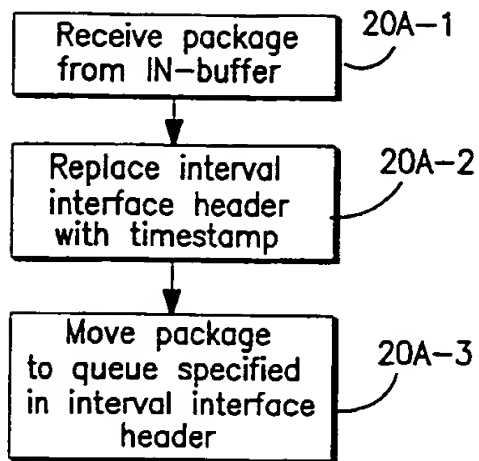 Receive package
from IN-buffer
20A-1
Replace interval
interface header
with timestamp
20A-2
Move package
to queue specified
in interval interface
header
20A-3